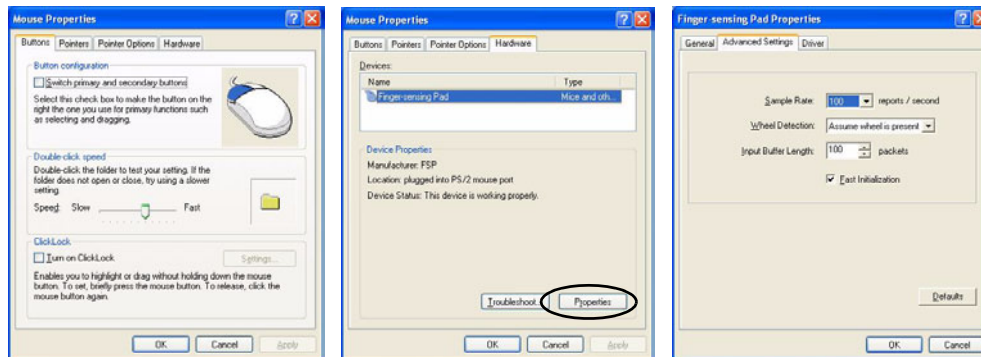 Mouse Properties
Buttons Pointers Pointer Options Hardware
Button configuration
Switch primary and secondary buttons
Select this check box to make the button on the
right the one you use for primary functions such
as selecting and dragging.
Double-click speed
Double-click the folder to test your setting. If the
folder does not open or close, try using a slower
setting.
Speed: Slow Fast
ClickLock
Turn on ClickLock
Settings...
Enables you to highlight or drag without holding down the mouse
button. To set, briefly press the mouse button. To release, click the
mouse button again.
OK Cancel Apply
Mouse Properties
Buttons Pointers Pointer Options Hardware
Devices:
Name Type
Finger-sensing Pad Mice and oth...
Device Properties
Manufacturer: FSP
Location: plugged into PS/2 mouse port
Device Status: This device is working properly.
Troubleshoot... Properties
OK Cancel Apply
Finger-sensing Pad Properties
General Advanced Settings Driver
Sample Rate: 100 reports / second
Wheel Detection: Assume wheel is present
Input Buffer Length: 100 packets
Fast Initialization
Defaults
OK Cancel